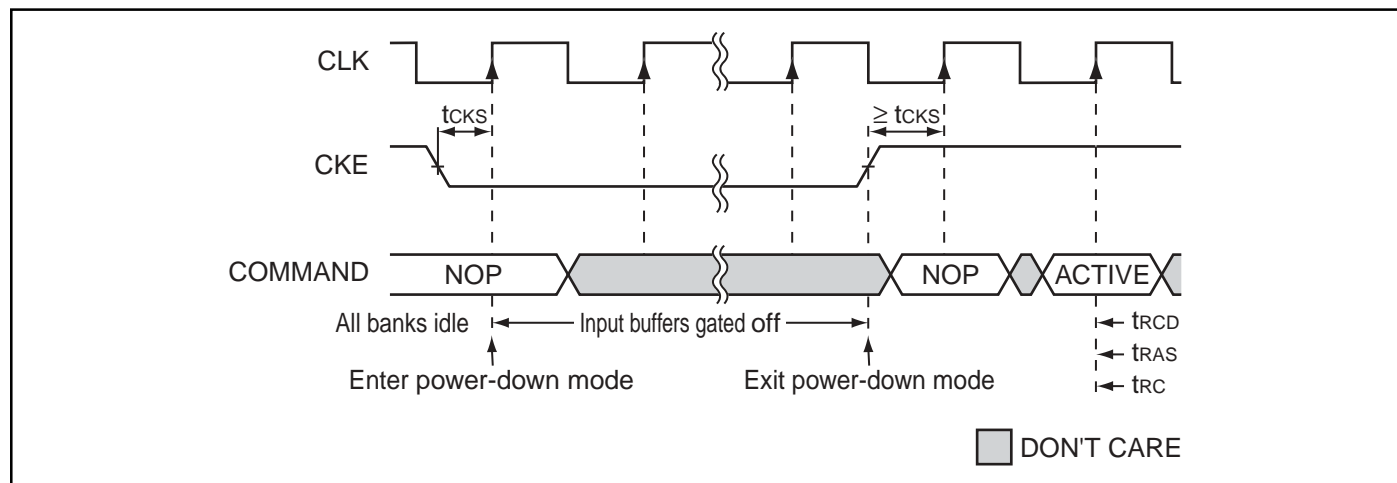 CLK
tCKS
≥ tCKS
CKE
COMMAND
NOP
NOP
ACTIVE
All banks idle
Input buffers gated off
tRCD
tRAS
Enter power-down mode
Exit power-down mode
tRC
DON'T CARE